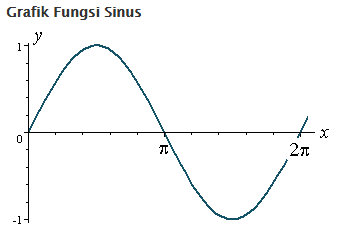 Grafik Fungsi Sinus
y
1
0
π
2π
x
-1